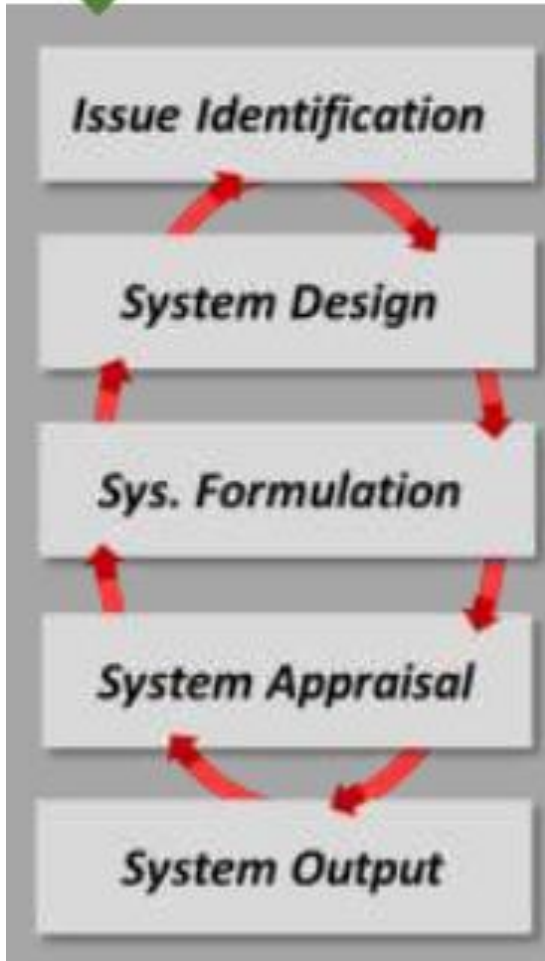 Issue Identification
System Design
Sys. Formulation
System Appraisal
System Output